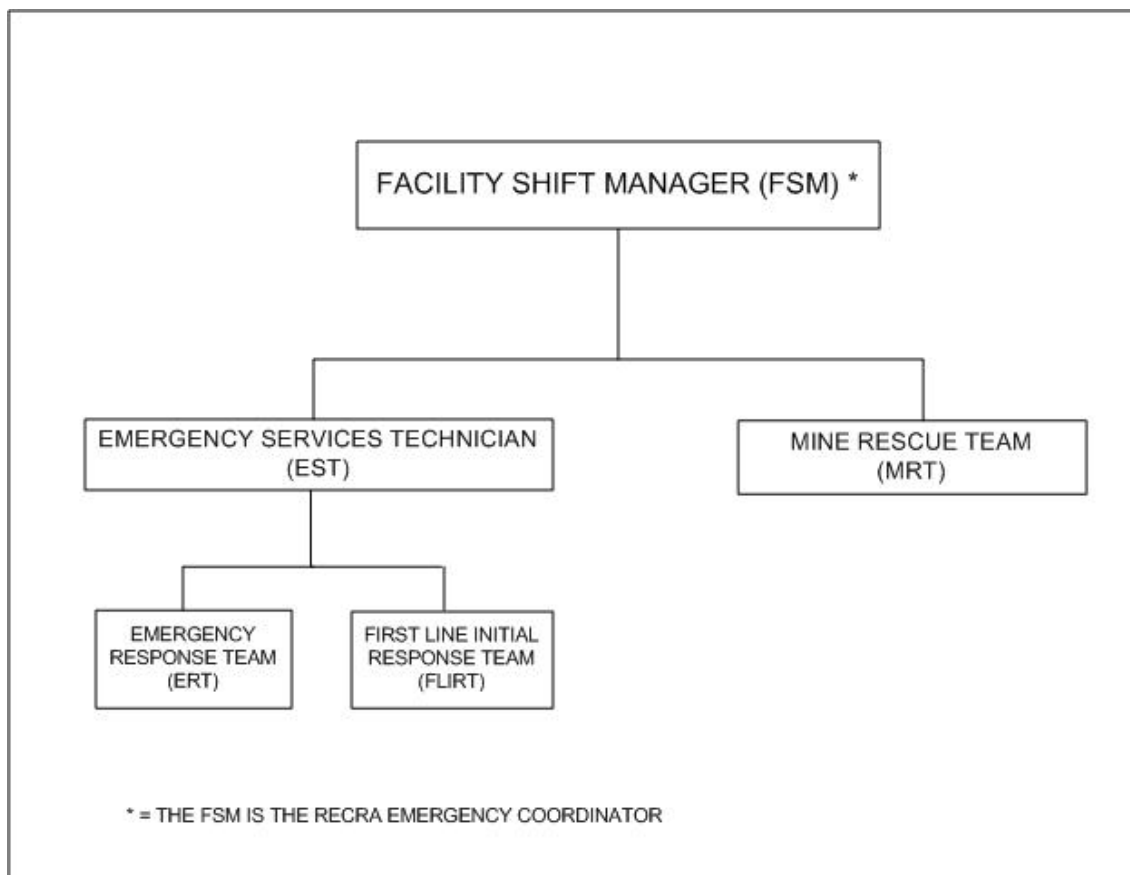 FACILITY SHIFT MANAGER (FSM) *
EMERGENCY SERVICES TECHNICIAN
(EST)
MINE RESCUE TEAM
(MRT)
EMERGENCY
RESPONSE TEAM
(ERT)
FIRST LINE INITIAL
RESPONSE TEAM
(FLIRT)
* = THE FSM IS THE RECRA EMERGENCY COORDINATOR